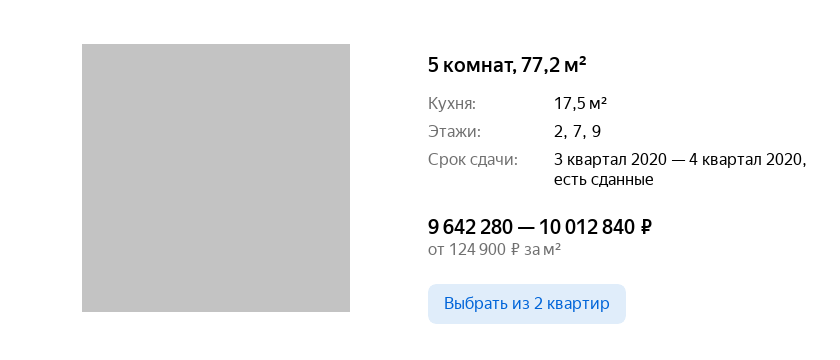 5 комнат, 77,2 м²
Кухня: 17,5 м²
Этажи: 2, 7, 9
Срок сдачи: 3 квартал 2020 — 4 квартал 2020,
есть сданные
9 642 280 — 10 012 840 ₽
от 124 900 ₽ за м²
Выбрать из 2 квартир